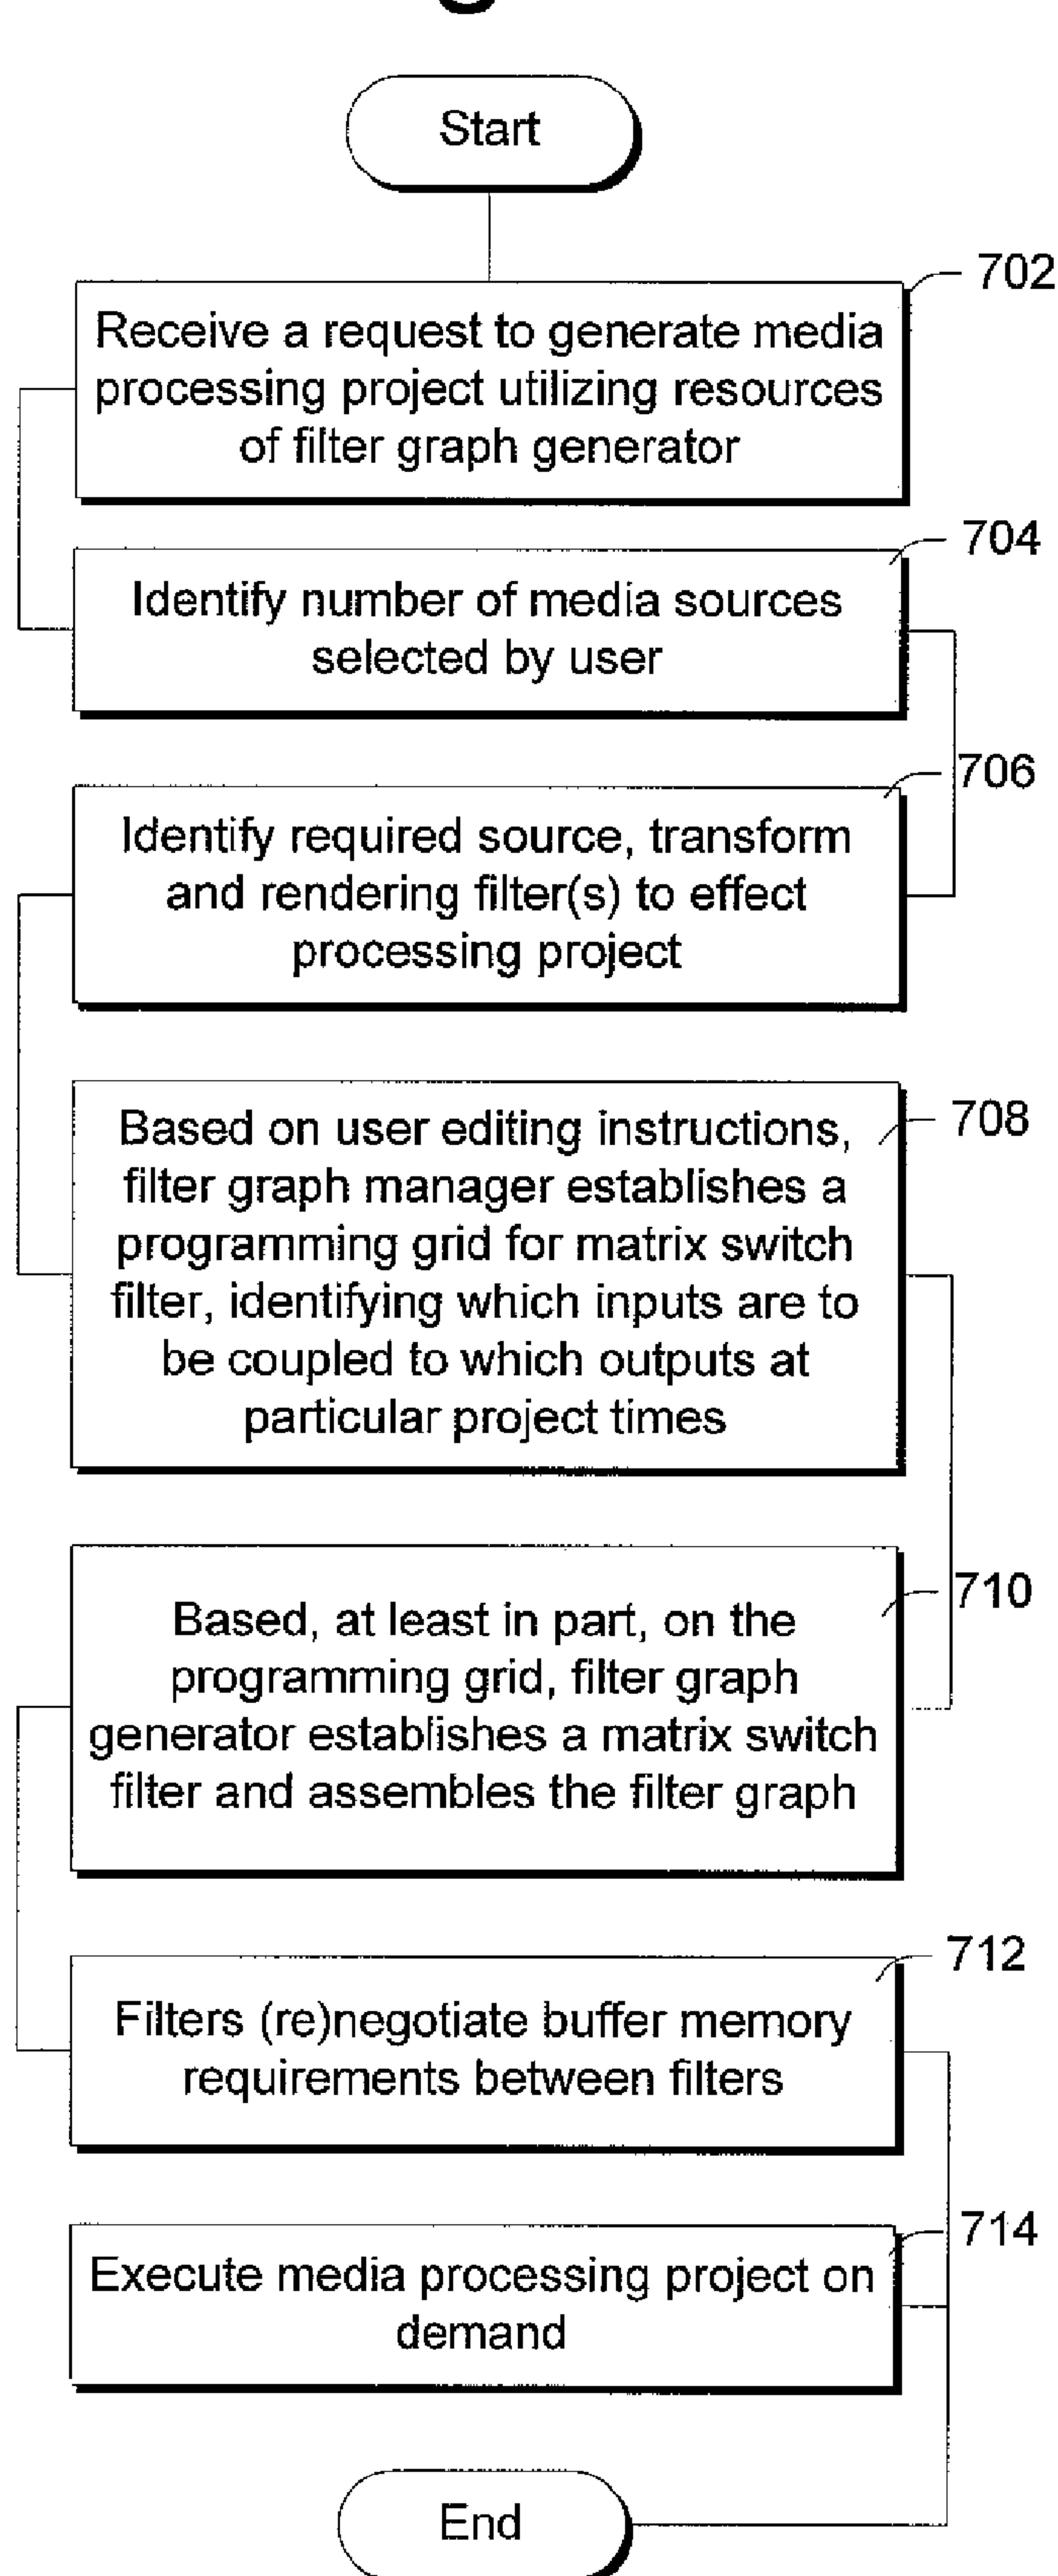 Start
702
Receive a request to generate media
processing project utilizing resources
of filter graph generator
704
Identify number of media sources
selected by user
706
Identify required source, transform
and rendering filter(s) to effect
processing project
708
Based on user editing instructions,
filter graph manager establishes a
programming grid for matrix switch
filter, identifying which inputs are to
be coupled to which outputs at
particular project times
710
Based, at least in part, on the
programming grid, filter graph
generator establishes a matrix switch
filter and assembles the filter graph
712
Filters (re)negotiate buffer memory
requirements between filters
714
Execute media processing project on
demand
End